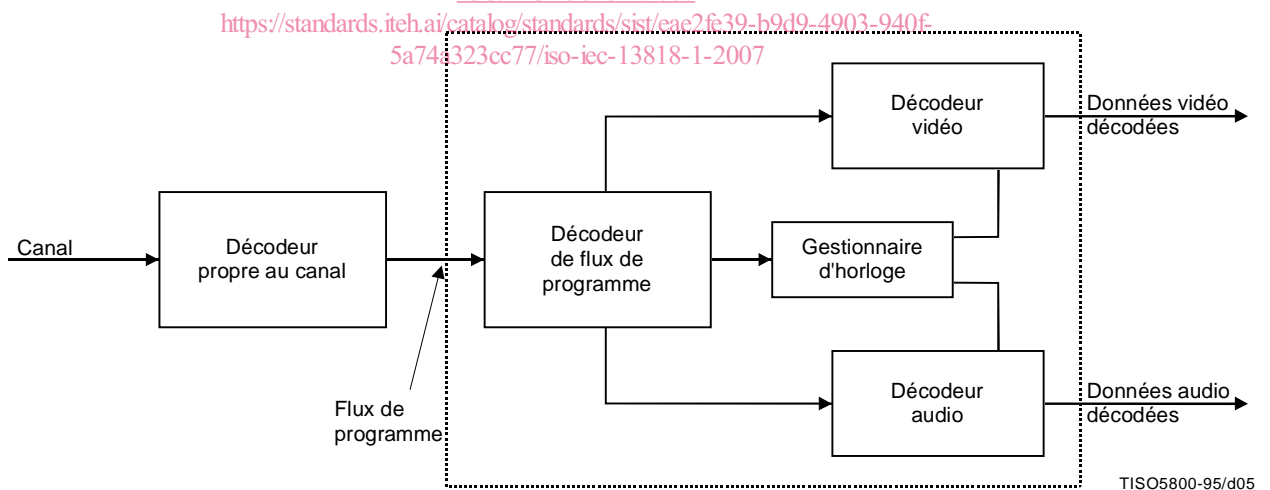 https://standards.iteh.ai/catalog/standards/sist/eae2fe39-b9d9-4903-940f-
5a74a323cc77/iso-iec-13818-1-2007
Décodeur
vidéo
Données vidéo
décodées
Canal
Décodeur
propre au canal
Décodeur
de flux de
programme
Gestionnaire
d'horloge
Flux de
programme
Décodeur
audio
Données audio
décodées
TISO5800-95/d05